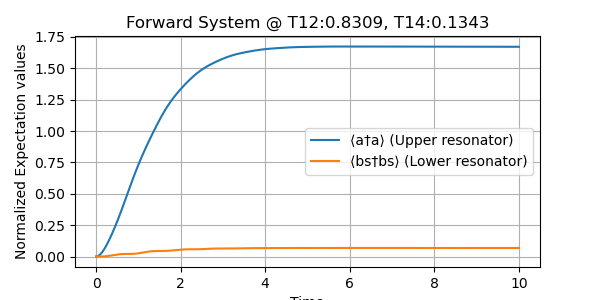 Forward System @ T12:0.8309, T14:0.1343
Normalized Expectation values
1.75
1.50
1.25
1.00
0.75
0.50
0.25
0.00
⟨a†a⟩ (Upper resonator)
⟨bs†bs⟩ (Lower resonator)
0 2 4 6 8 10
Time